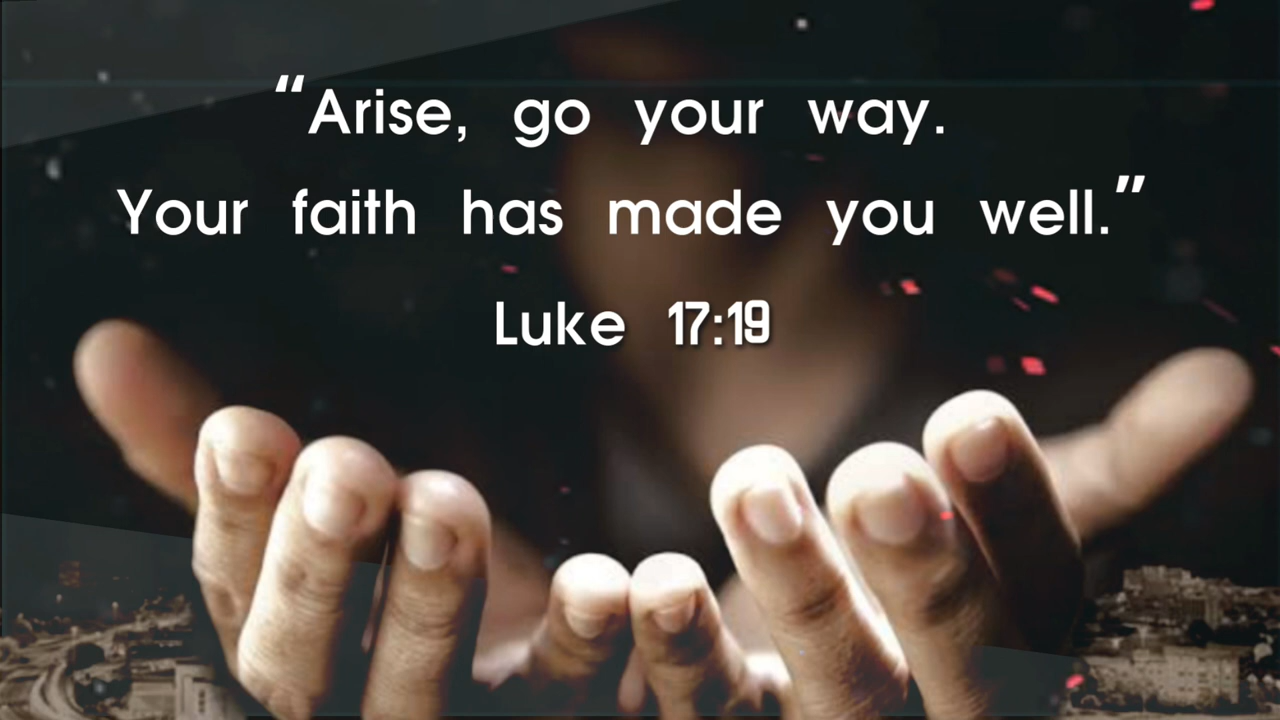 “Arise, go your way.
Your faith has made you well.”
Luke 17:19